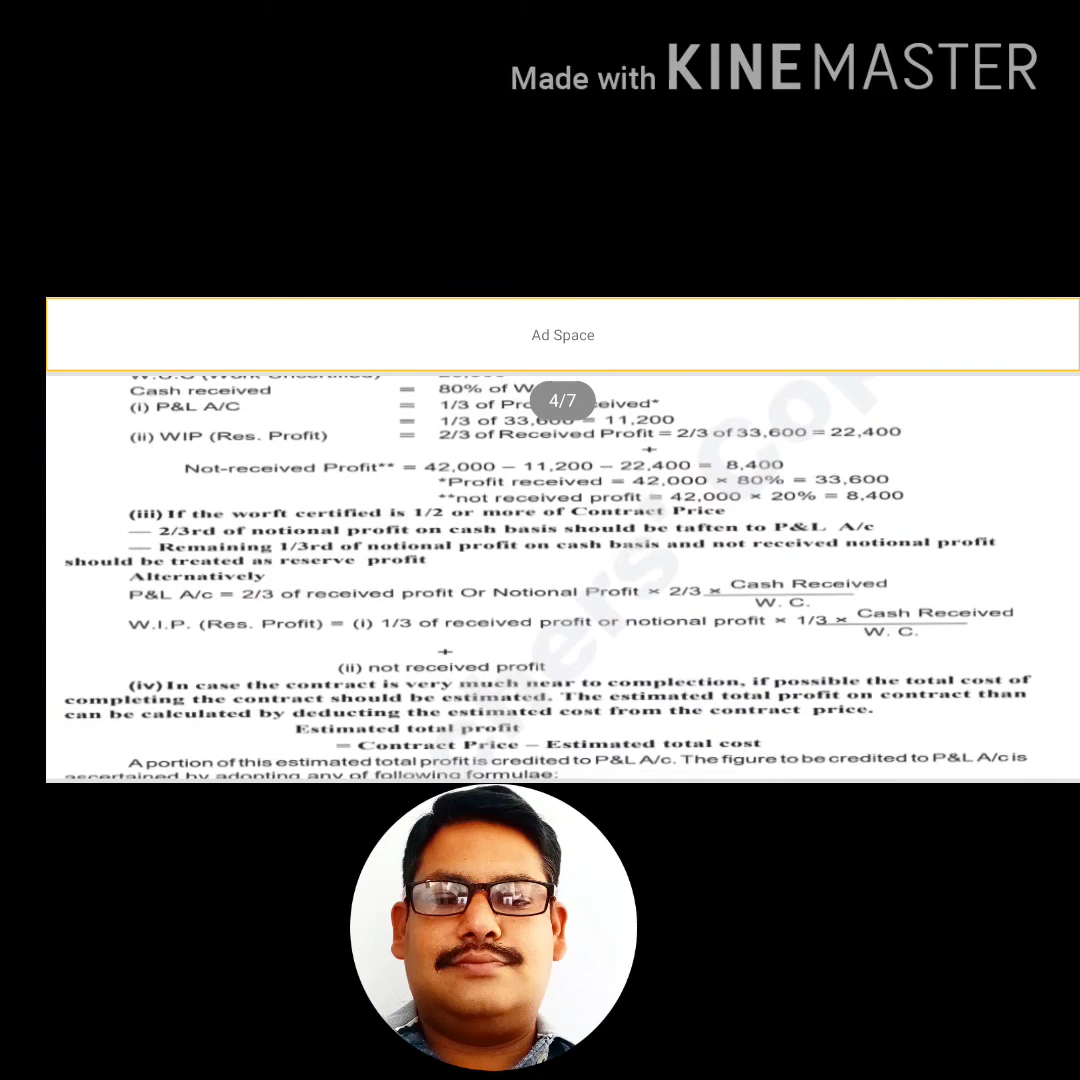 Made with KINEMASTER
Ad Space
Cash received = 80% of W
4/7
(i) P&L A/C = 1/3 of Pro eived*
= 1/3 of 33,600 = 11,200
(ii) WIP (Res. Profit) = 2/3 of Received Profit = 2/3 of 33,600 = 22,400
+
Not-received Profit** = 42,000 – 11,200 – 22,400 = 8,400
*Profit received = 42,000 × 80% = 33,600
**not received profit = 42,000 × 20% = 8,400
(iii) If the worft certified is 1/2 or more of Contract Price
— 2/3rd of notional profit on cash basis should be taften to P&L A/c
— Remaining 1/3rd of notional profit on cash basis and not received notional profit
should be treated as reserve profit
Alternatively
P&L A/c = 2/3 of received profit Or Notional Profit × 2/3 × Cash Received
W. C.
W.I.P. (Res. Profit) = (i) 1/3 of received profit or notional profit × 1/3 × Cash Received
W. C.
+
(ii) not received profit
(iv) In case the contract is very much near to complection, if possible the total cost of
completing the contract should be estimated. The estimated total profit on contract than
can be calculated by deducting the estimated cost from the contract price.
Estimated total profit
= Contract Price – Estimated total cost
A portion of this estimated total profit is credited to P&L A/c. The figure to be credited to P&L A/c is
ascertained by adopting any of following formulae: